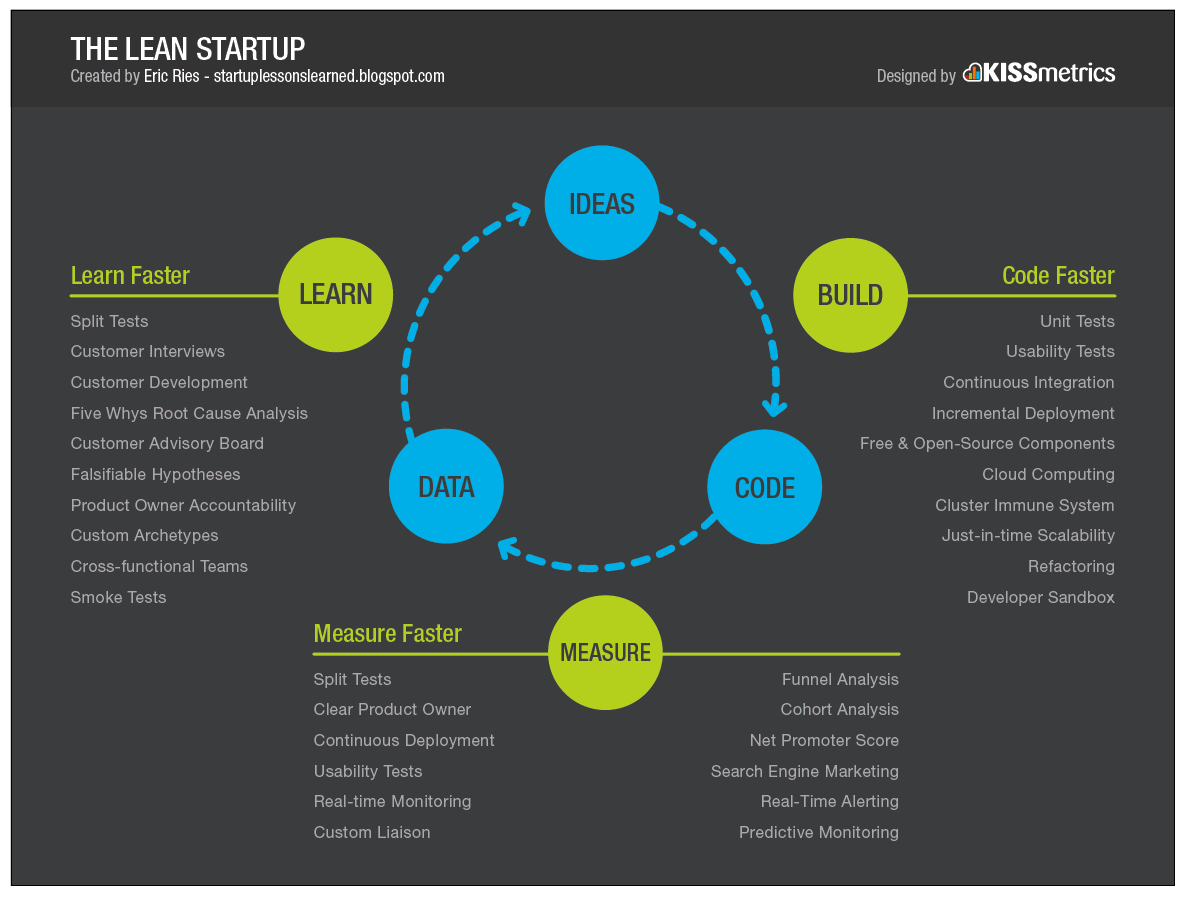 THE LEAN STARTUP
Created by Eric Ries - startuplessonslearned.blogspot.com
Designed by KISSmetrics
IDEAS
LEARN
BUILD
DATA
CODE
MEASURE
Learn Faster
Split Tests
Customer Interviews
Customer Development
Five Whys Root Cause Analysis
Customer Advisory Board
Falsifiable Hypotheses
Product Owner Accountability
Custom Archetypes
Cross-functional Teams
Smoke Tests
Code Faster
Unit Tests
Usability Tests
Continuous Integration
Incremental Deployment
Free & Open-Source Components
Cloud Computing
Cluster Immune System
Just-in-time Scalability
Refactoring
Developer Sandbox
Measure Faster
Split Tests
Clear Product Owner
Continuous Deployment
Usability Tests
Real-time Monitoring
Custom Liaison
Funnel Analysis
Cohort Analysis
Net Promoter Score
Search Engine Marketing
Real-Time Alerting
Predictive Monitoring